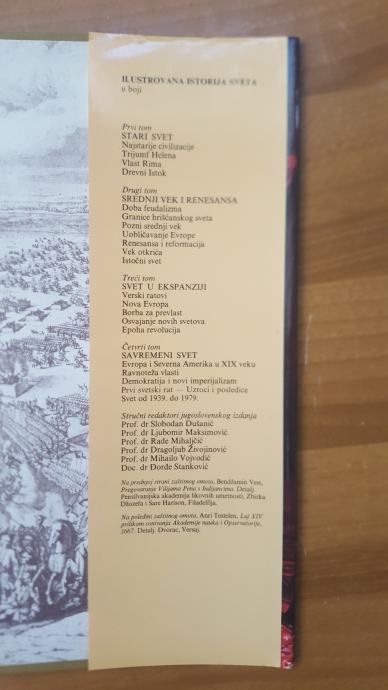 ILUSTROVANA ISTORIJA SVETA
u boji
Prvi tom
STARI SVET
Najstarije civilizacije
Trijumf Helena
Vlast Rima
Drevni Istok
Drugi tom
SREDNJI VEK I RENESANSA
Doba feudalizma
Granice hrišćanskog sveta
Pozni srednji vek
Uobličavanje Evrope
Renesansa i reformacija
Vek otkrića
Istočni svet
Treći tom
SVET U EKSPANZIJI
Verski ratovi
Nova Evropa
Borba za prevlast
Osvajanje novih svetova
Epoha revolucija
Četvrti tom
SAVREMENI SVET
Evropa i Severna Amerika u XIX veku
Ravnoteža vlasti
Demokratija i novi imperijalizam
Prvi svetski rat — Uzroci i posledice
Svet od 1939. do 1979.
Stručni redaktori jugoslovenskog izdanja
Prof. dr Slobodan Dušanić
Prof. dr Ljubomir Maksimović
Prof. dr Rade Mihaljčić
Prof. dr Dragoljub Živojinović
Prof. dr Mihailo Vojvodić
Doc. dr Đorđe Stanković
Na prednjoj strani zaštitnog omota, Bendžamin Vest,
Pregovaranje Vilijama Pena s Indijancima. Detalj.
Pensilvanijska akademija likovnih umetnosti, Zbirka
Džozefa i Sare Harison, Filadelfija.
Na poleđini zaštitnog omota, Anri Testelen, Luj XIV
prilikom osnivanja Akademije nauka i Opservatorije,
1667. Detalj. Dvorac, Versaj.